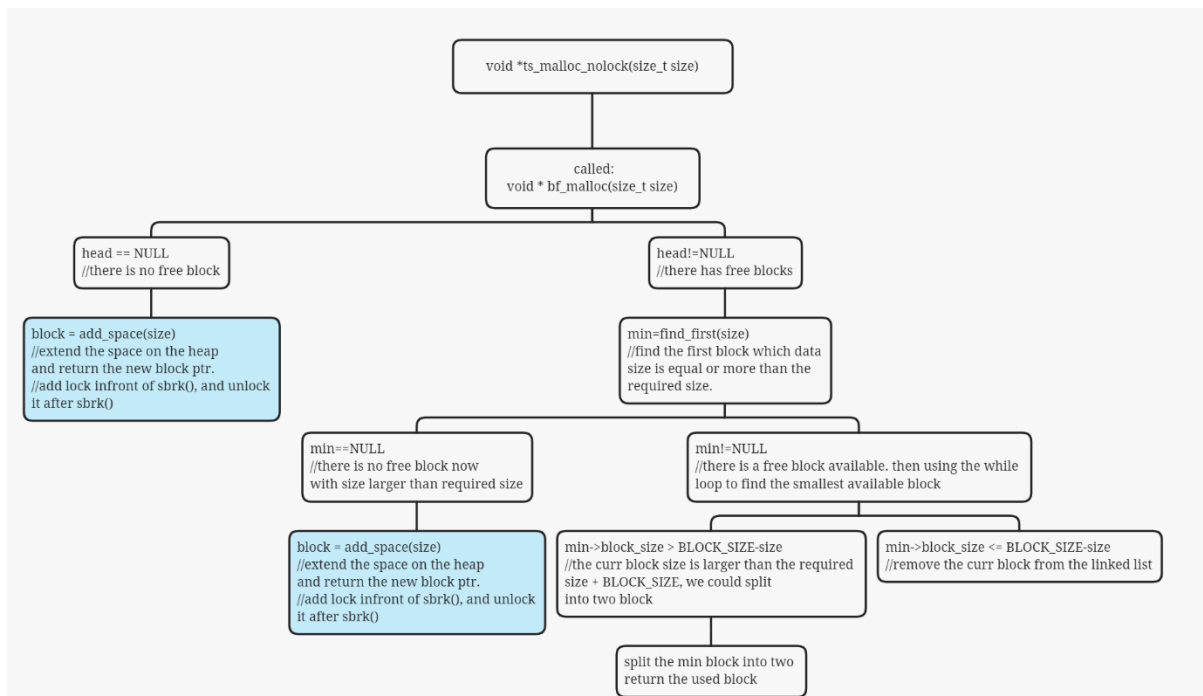 void *ts_malloc_nolock(size_t size)
called:
void * bf_malloc(size_t size)
head == NULL
//there is no free block
head!=NULL
//there has free blocks
block = add_space(size)
//extend the space on the heap
and return the new block ptr.
//add lock infront of sbrk(), and unlock
it after sbrk()
min=find_first(size)
//find the first block which data
size is equal or more than the
required size.
min==NULL
//there is no free block now
with size larger than required size
min!=NULL
//there is a free block available. then using the while
loop to find the smallest available block
block = add_space(size)
//extend the space on the heap
and return the new block ptr.
//add lock infront of sbrk(), and unlock
it after sbrk()
min->block_size > BLOCK_SIZE-size
//the curr block size is larger than the required
size + BLOCK_SIZE, we could split
into two block
min->block_size <= BLOCK_SIZE-size
//remove the curr block from the linked list
split the min block into two
return the used block